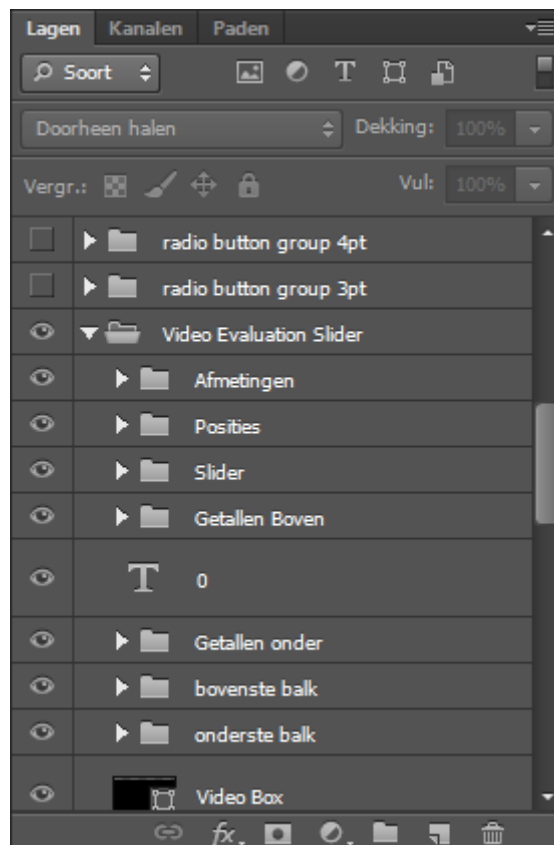 Lagen Kanalen Paden
Soort
Doorheen halen Dekking: 100%
Vergr.: Vul: 100%
radio button group 4pt
radio button group 3pt
Video Evaluation Slider
Afmetingen
Posities
Slider
Getallen Boven
T 0
Getallen onder
bovenste balk
onderste balk
Video Box
fx.